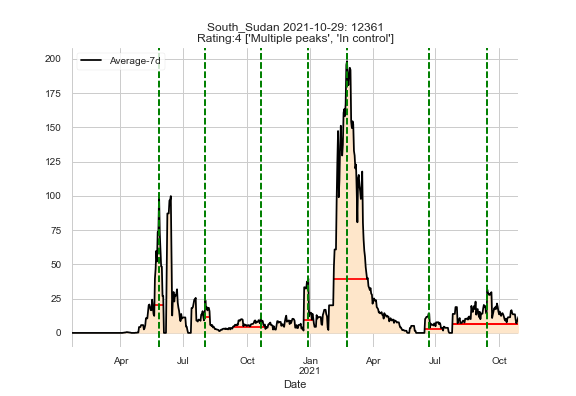 South_Sudan 2021-10-29: 12361
Rating:4 ['Multiple peaks', 'In control']
Average-7d
200
175
150
125
100
75
50
25
0
Apr
Jul
Oct
Jan
2021
Apr
Jul
Oct
Date